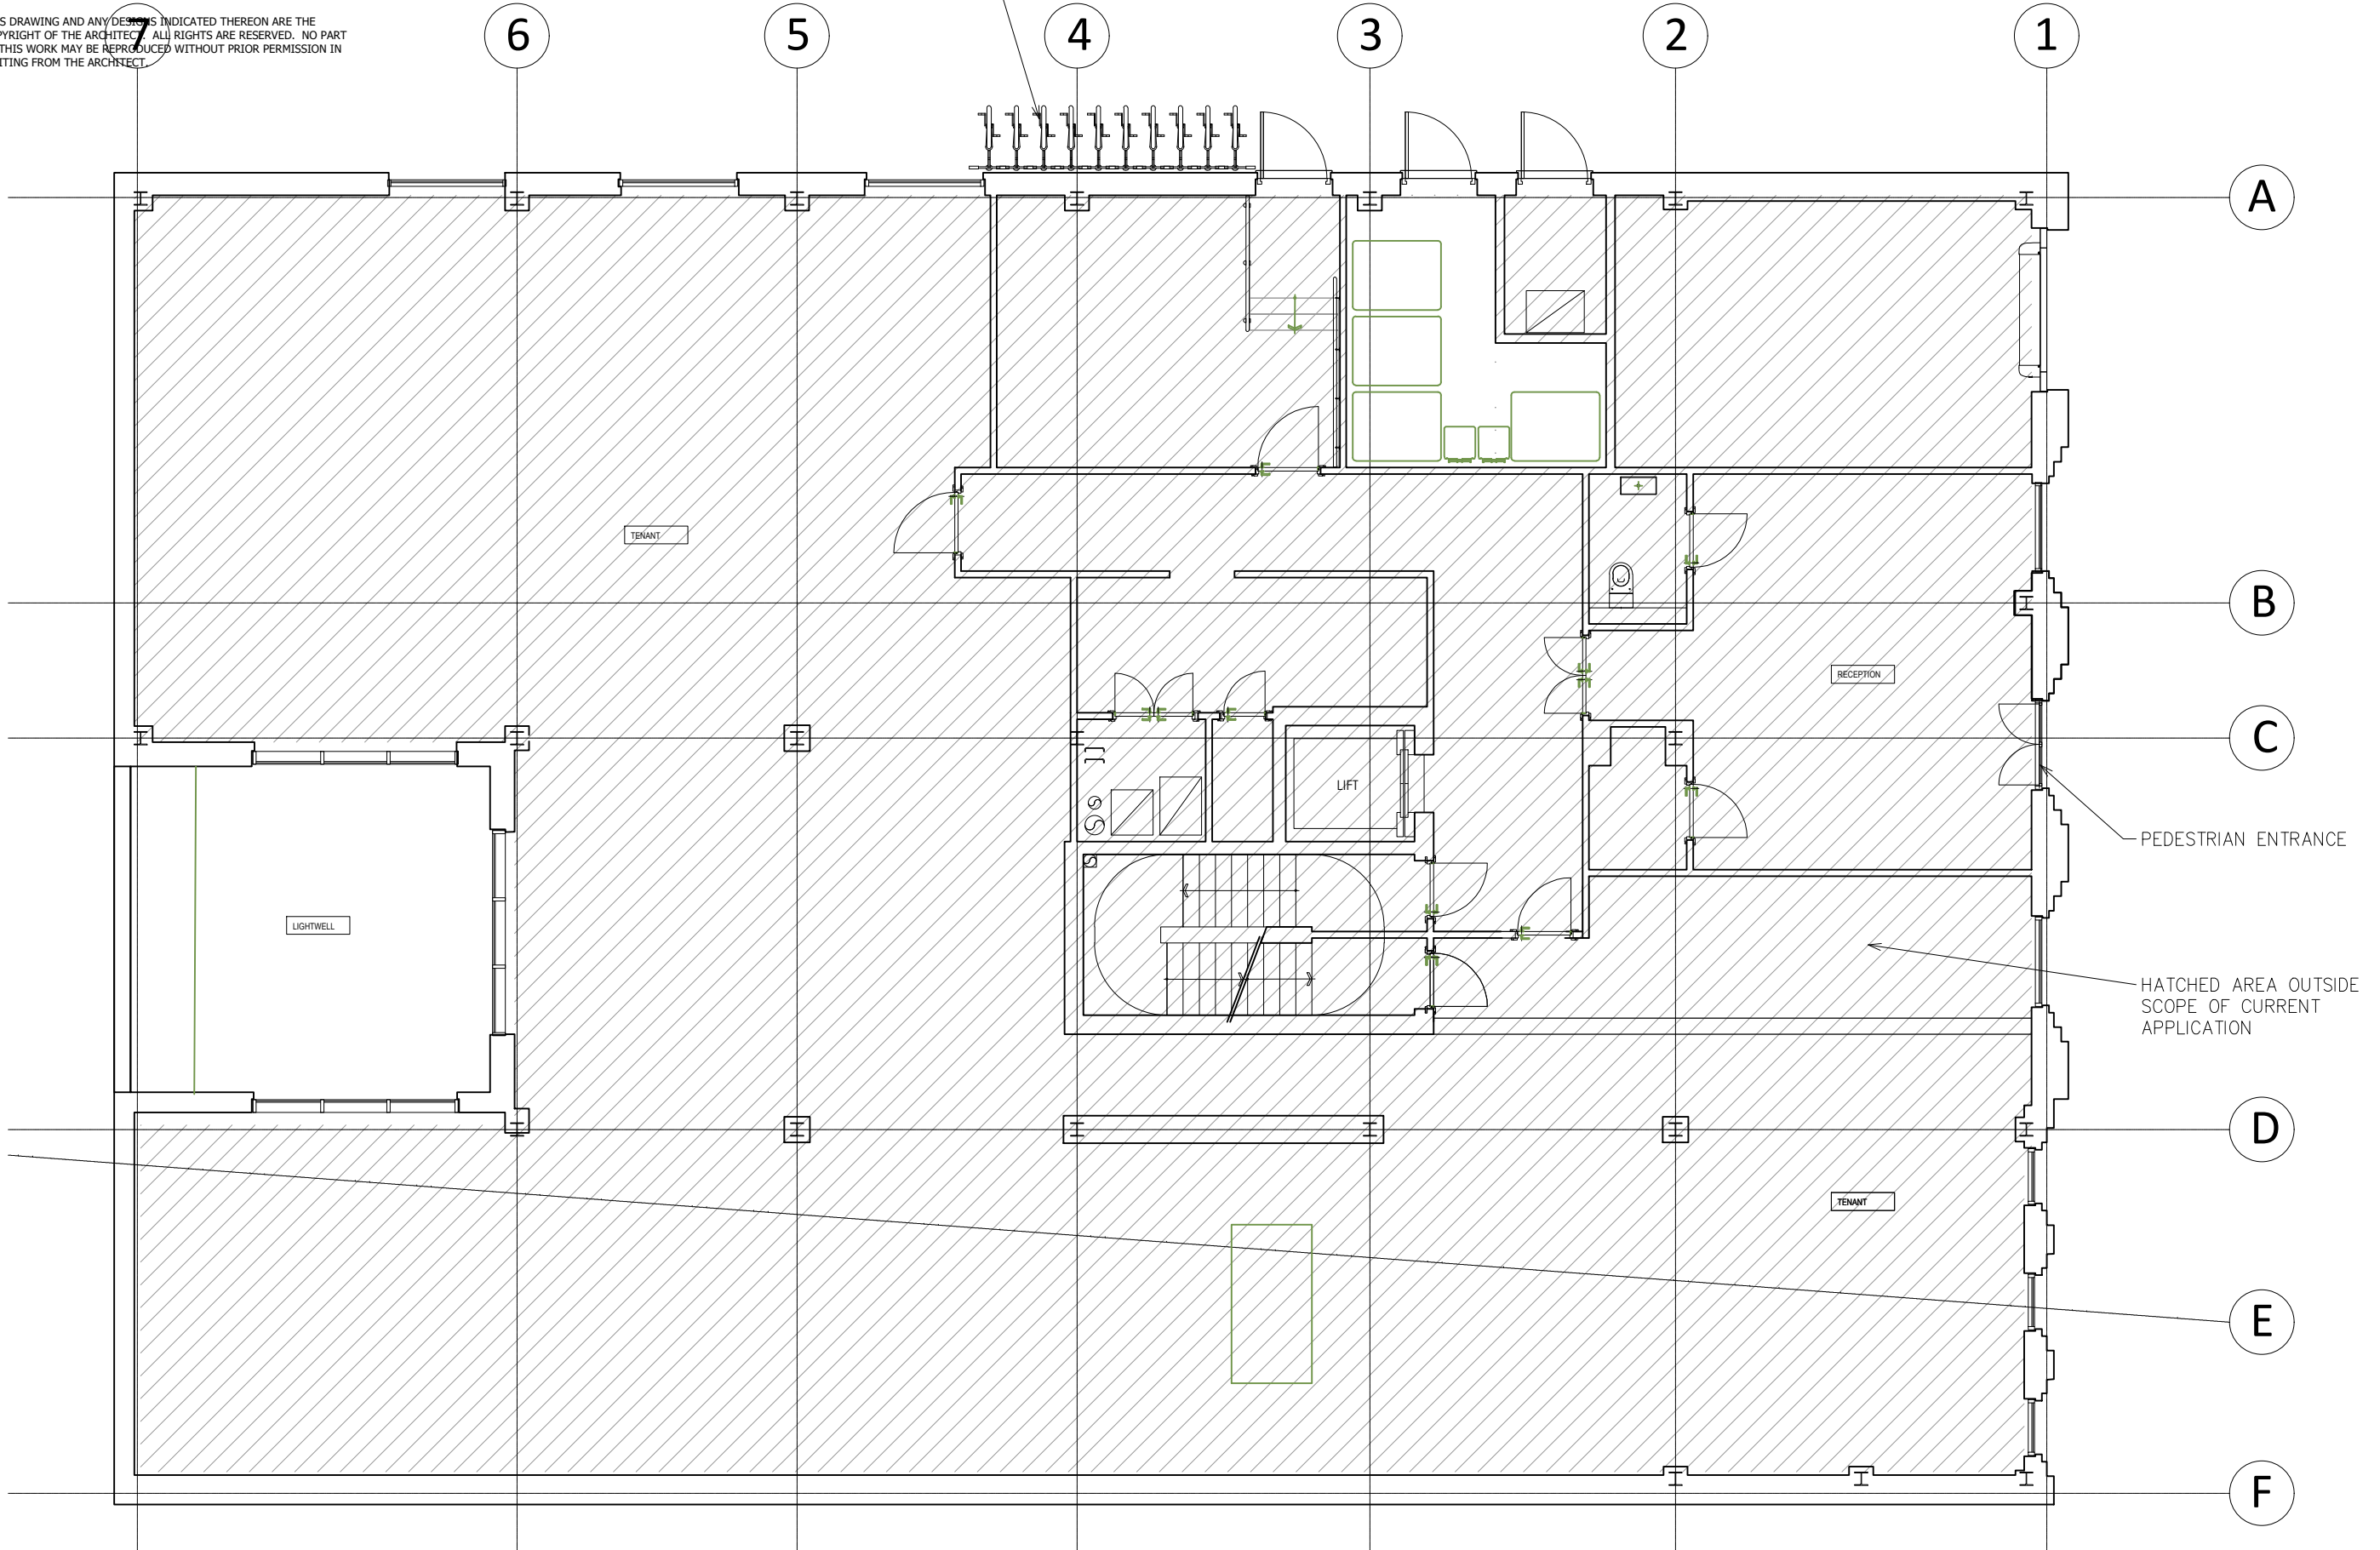 S DRAWING AND ANY DESIGNS INDICATED THEREON ARE THE
PYRIGHT OF THE ARCHITECT. ALL RIGHTS ARE RESERVED. NO PART
THIS WORK MAY BE REPRODUCED WITHOUT PRIOR PERMISSION IN
ITING FROM THE ARCHITECT.
7 6 5 4 3 2 1
A
TENANT
B
RECEPTION
C
LIFT
PEDESTRIAN ENTRANCE
LIGHTWELL
HATCHED AREA OUTSIDE
SCOPE OF CURRENT
APPLICATION
D
TENANT
E
F